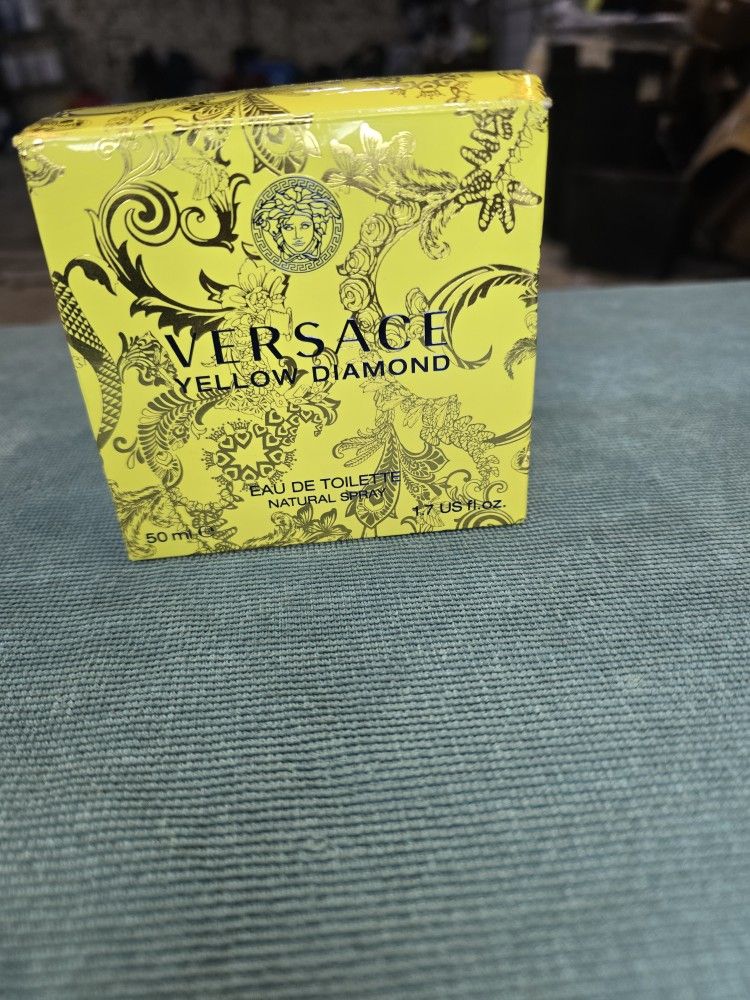 VERSACE
YELLOW DIAMOND
EAU DE TOILETTE
NATURAL SPRAY
50 ml ℮
1.7 US fl.oz.